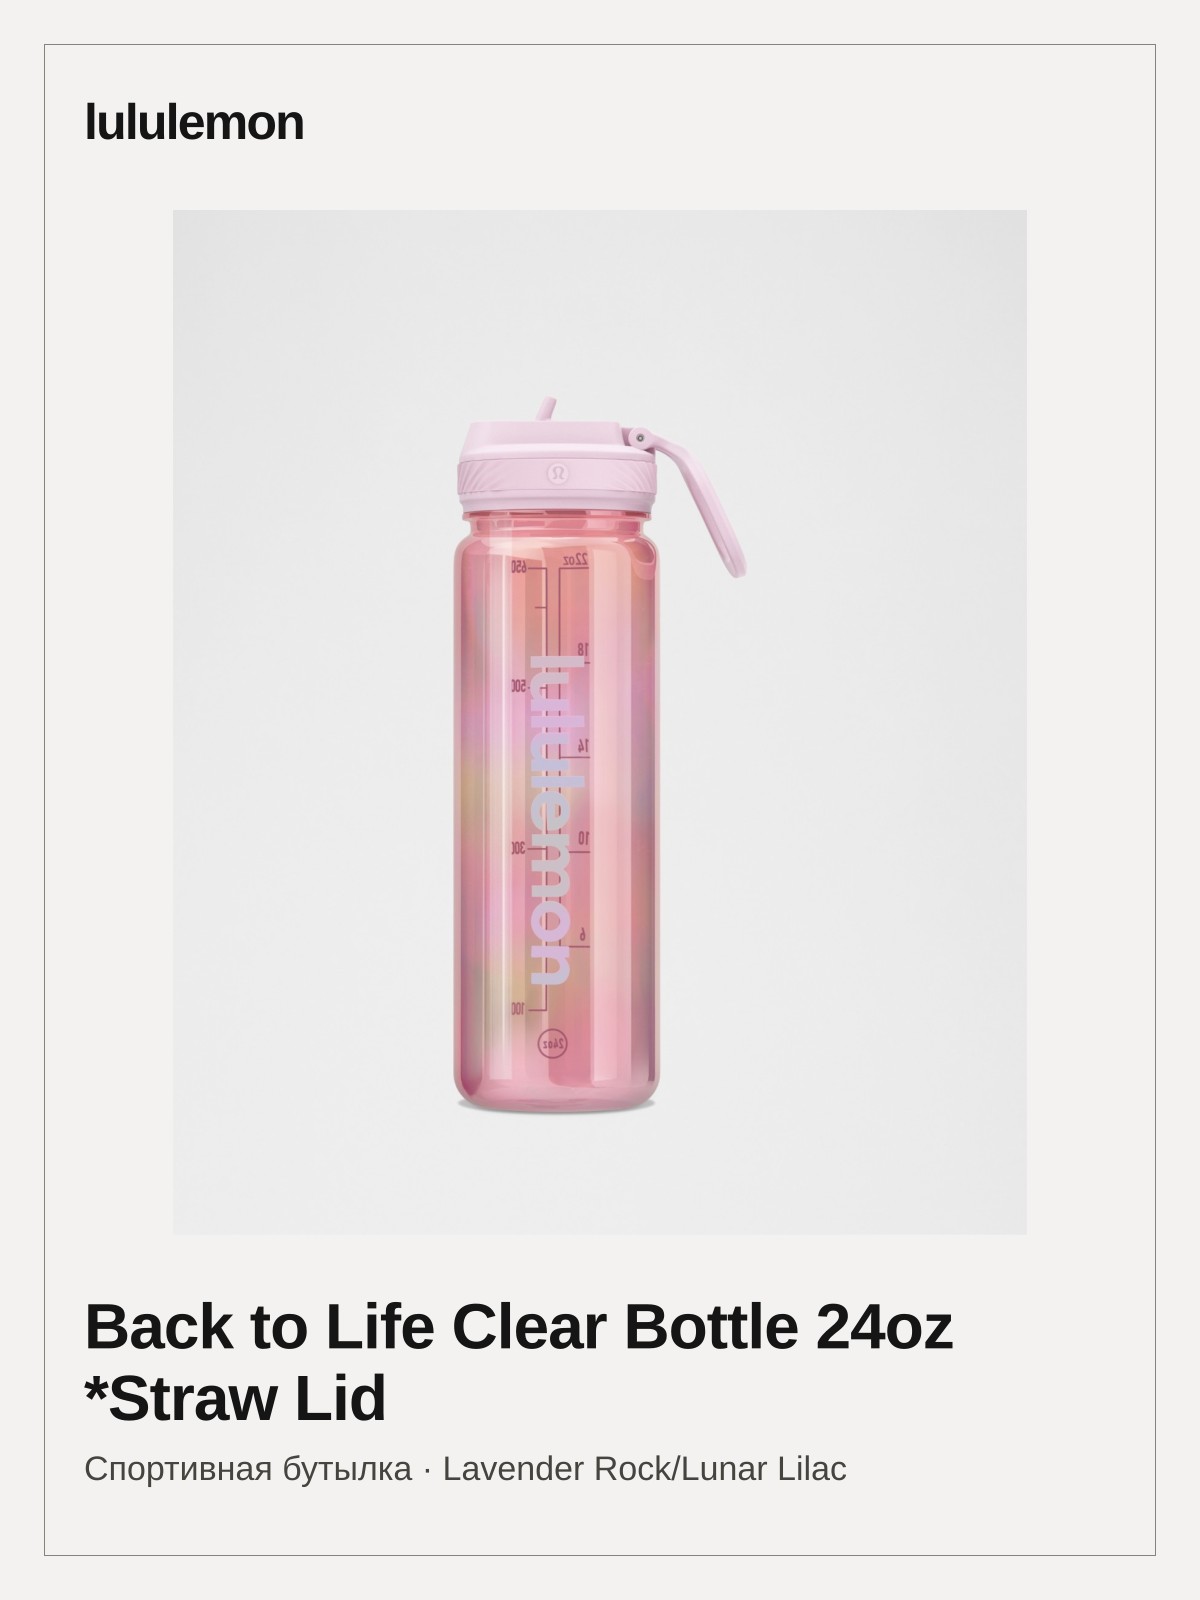 lululemon
650
22oz
18
500
lululemon
14
300
10
6
100
24oz
Back to Life Clear Bottle 24oz
*Straw Lid
Спортивная бутылка · Lavender Rock/Lunar Lilac